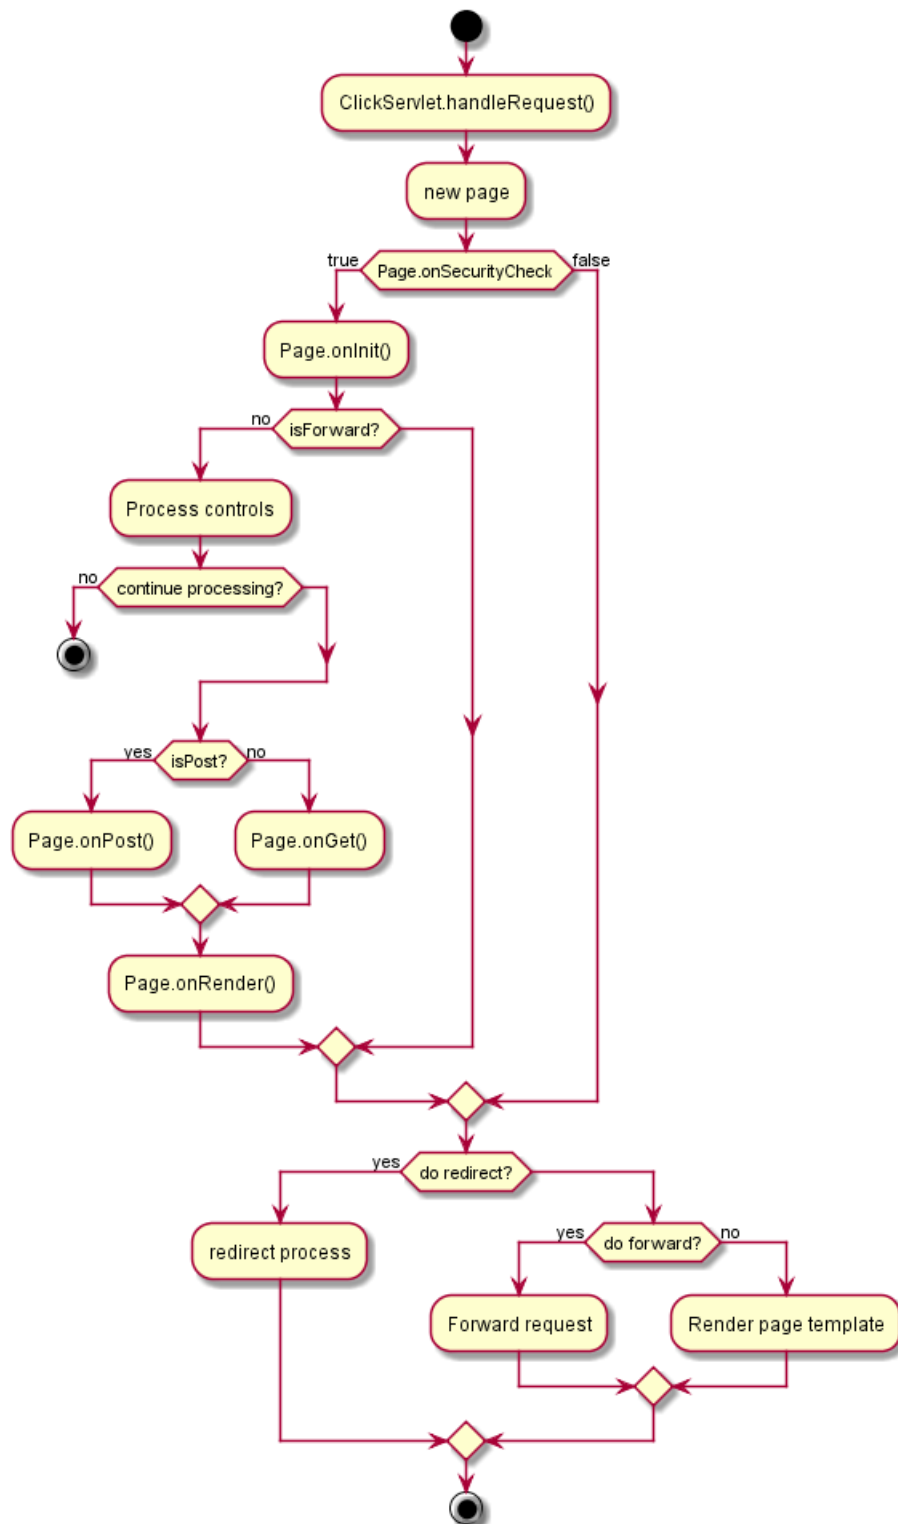 ClickServlet.handleRequest()
new page
true
Page.onSecurityCheck
false
Page.onInit()
no
isForward?
Process controls
no
continue processing?
yes
isPost?
no
Page.onPost()
Page.onGet()
Page.onRender()
yes
do redirect?
redirect process
yes
do forward?
no
Forward request
Render page template